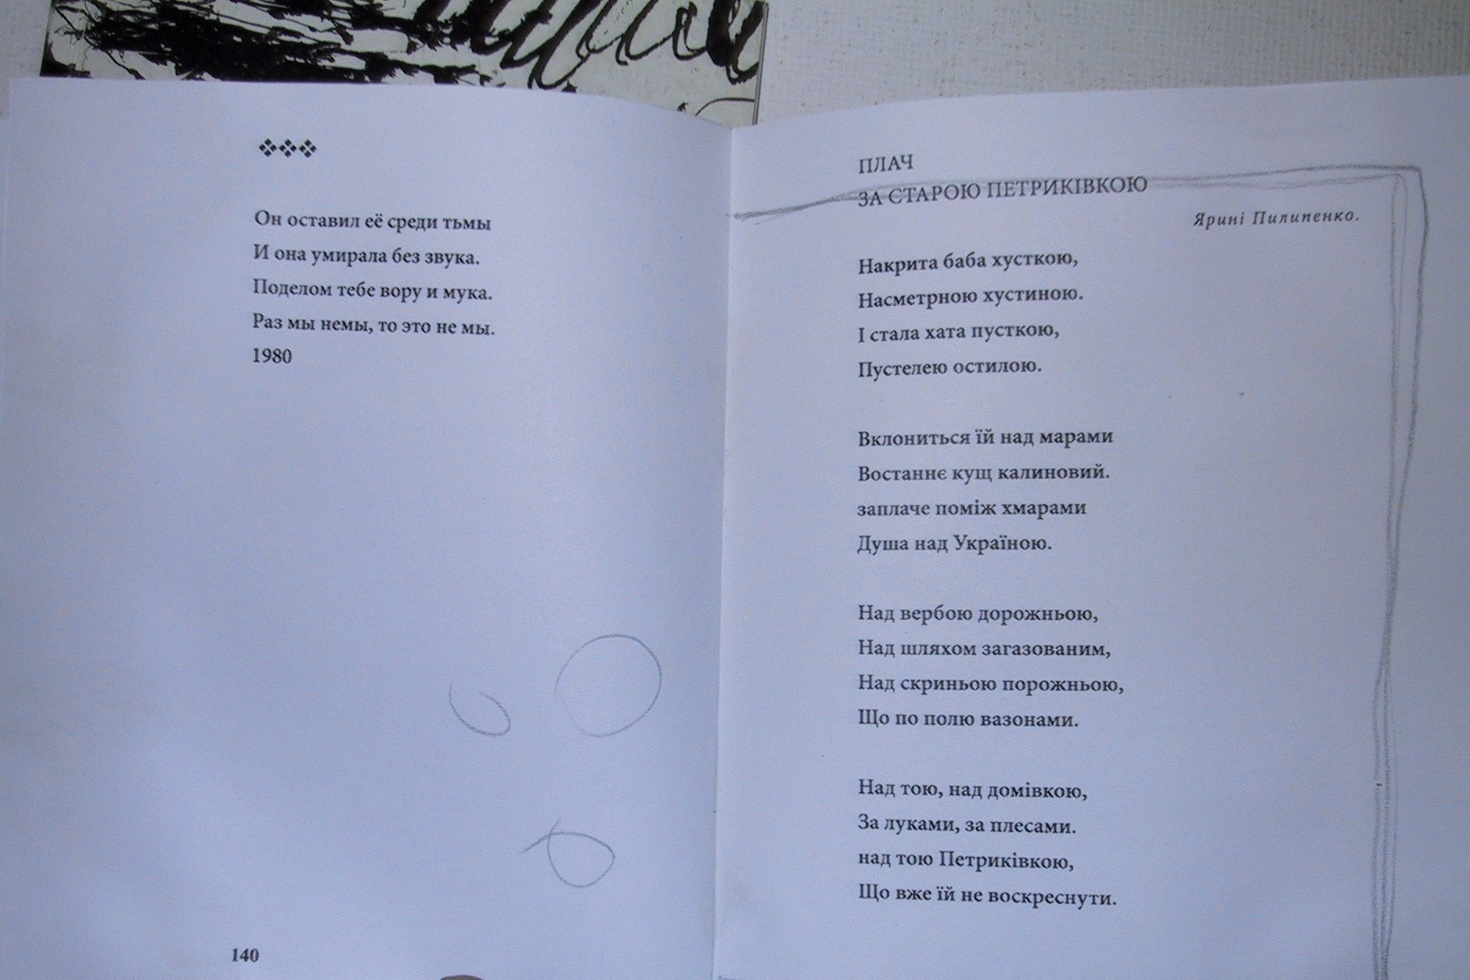 Он оставил её среди тьмы
И она умирала без звука.
Поделом тебе вору и мука.
Раз мы немы, то это не мы.
1980
140
ПЛАЧ
ЗА СТАРОЮ ПЕТРИКІВКОЮ
Ярині Пилипенко.
Накрита баба хусткою,
Насметрною хустиною.
І стала хата пусткою,
Пустелею остилою.
Вклониться їй над марами
Востаннє кущ калиновий.
заплаче поміж хмарами
Душа над Україною.
Над вербою дорожньою,
Над шляхом загазованим,
Над скриньою порожньою,
Що по полю вазонами.
Над тою, над домівкою,
За луками, за плесами.
над тою Петриківкою,
Що вже їй не воскреснути.